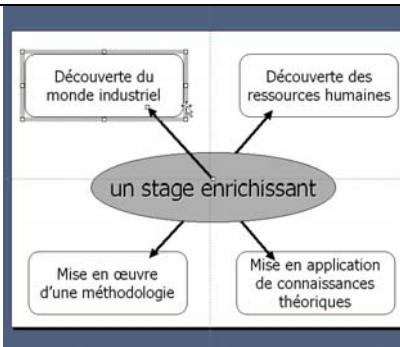 Découverte du
monde industriel
Découverte des
ressources humaines
un stage enrichissant
Mise en œuvre
d'une méthodologie
Mise en application
de connaissances
théoriques